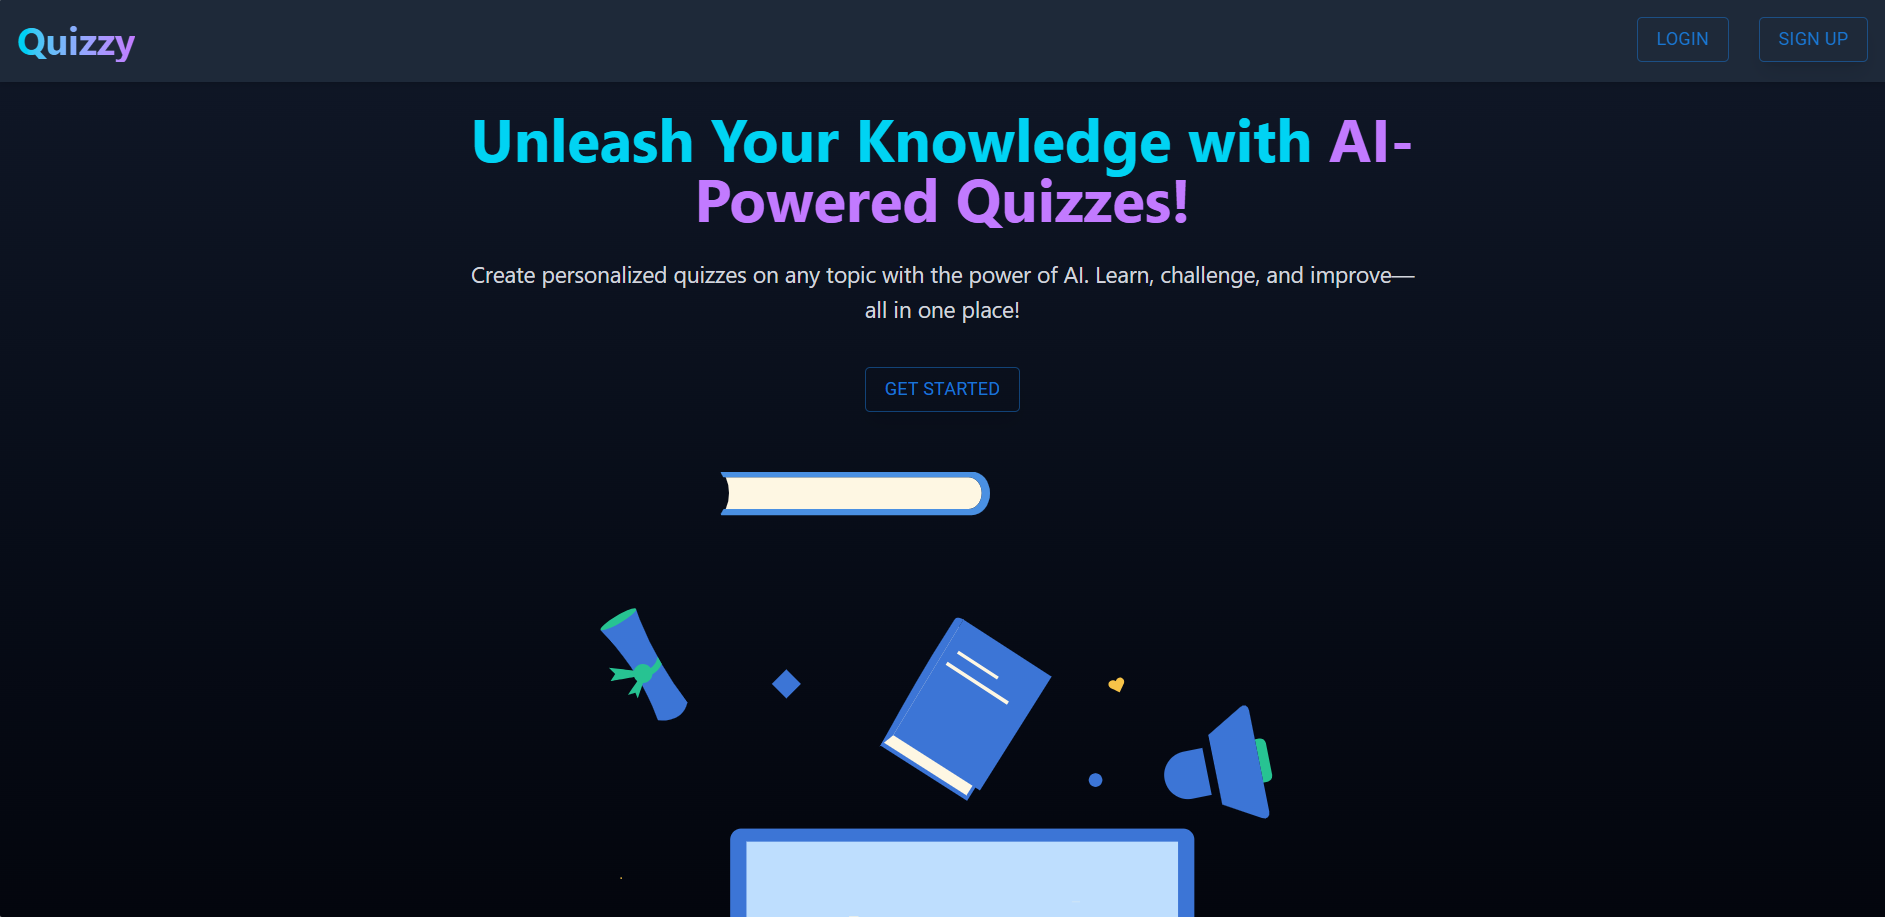 Quizzy
LOGIN
SIGN UP
Unleash Your Knowledge with AI-
Powered Quizzes!
Create personalized quizzes on any topic with the power of AI. Learn, challenge, and improve—
all in one place!
GET STARTED